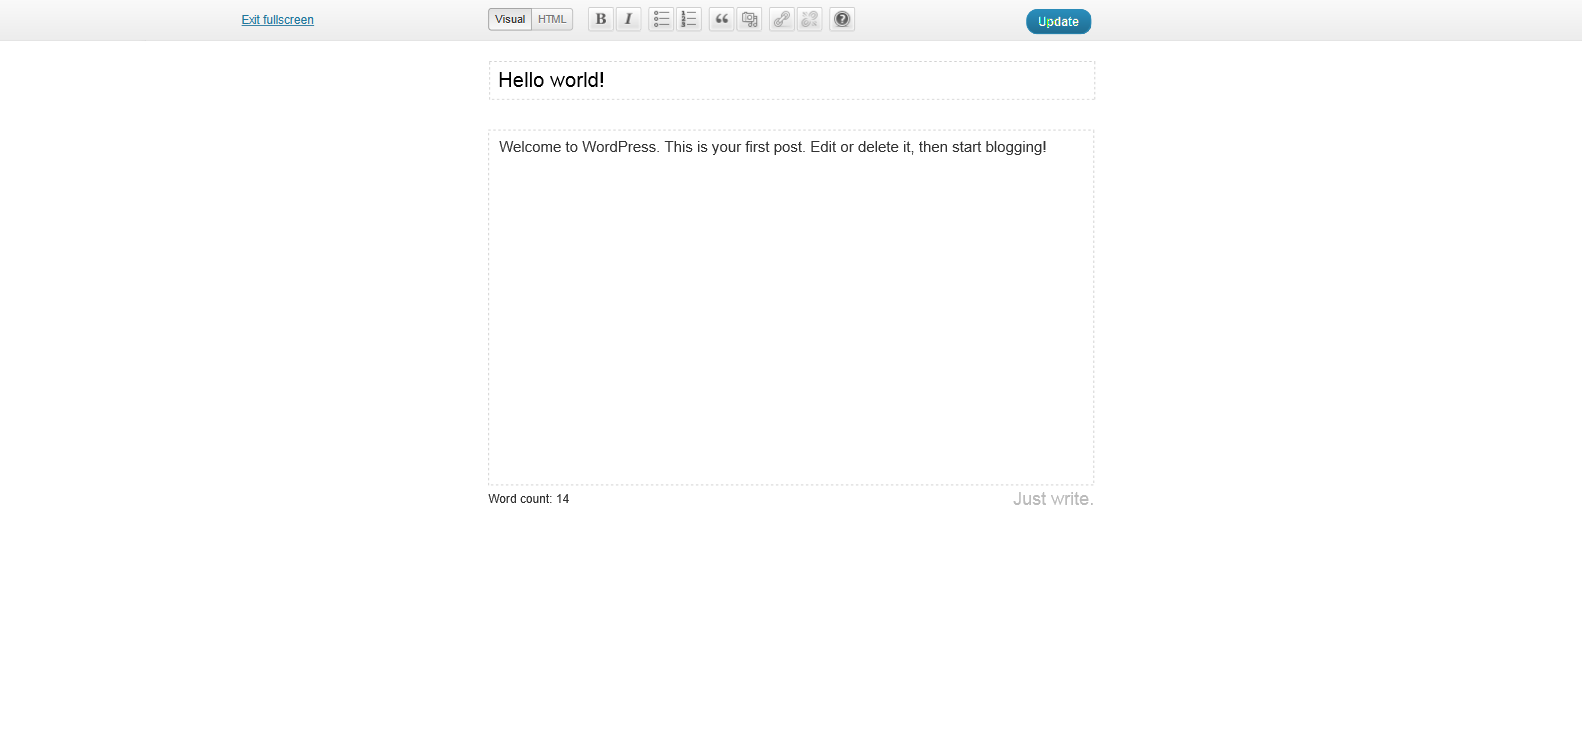 Exit fullscreen
Visual HTML B I
Update
Hello world!
Welcome to WordPress. This is your first post. Edit or delete it, then start blogging!
Word count: 14
Just write.